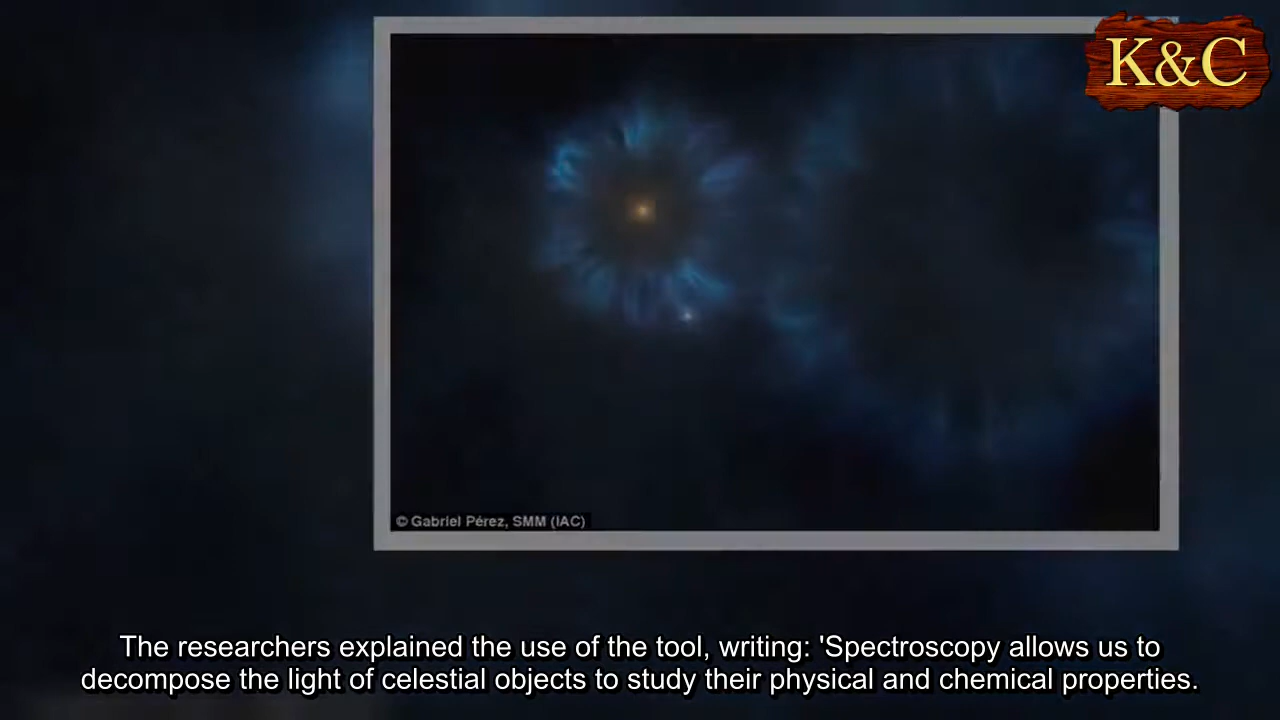 K&C
© Gabriel Pérez, SMM (IAC)
The researchers explained the use of the tool, writing: 'Spectroscopy allows us to
decompose the light of celestial objects to study their physical and chemical properties.